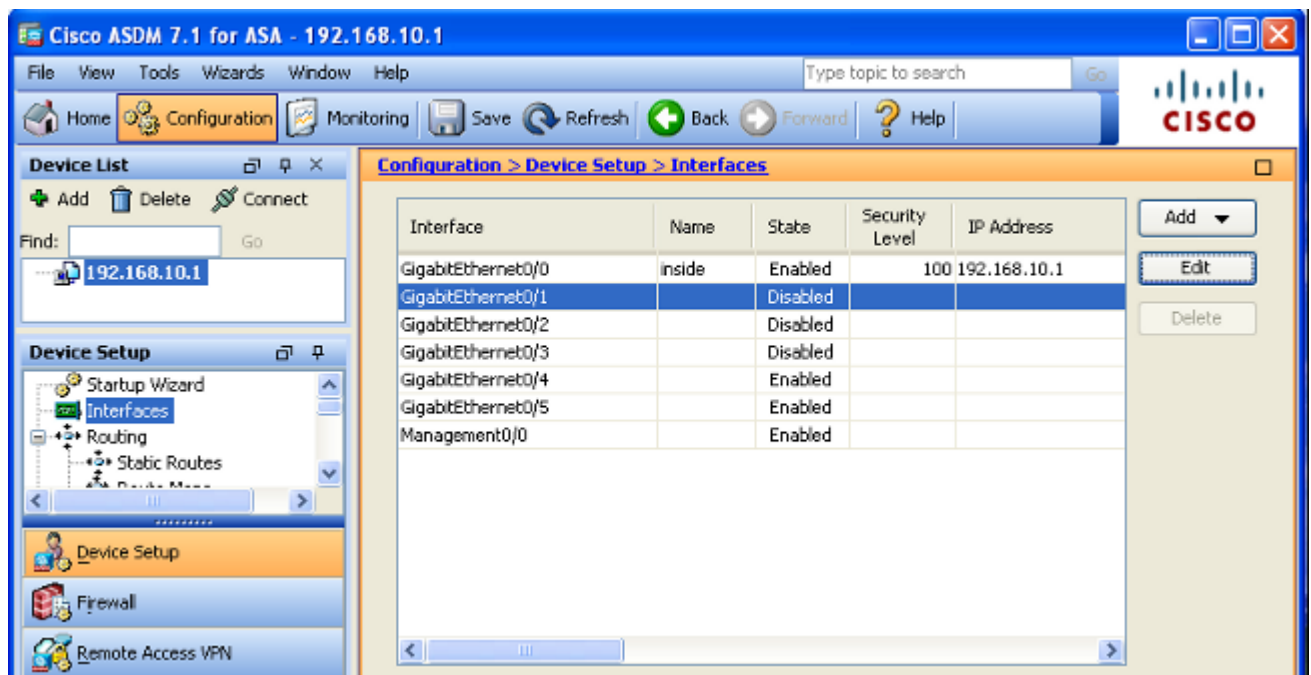 Cisco ASDM 7.1 for ASA - 192.168.10.1
File View Tools Wizards Window Help Type topic to search Go
Home Configuration Monitoring Save Refresh Back Forward Help
CISCO
Device List
Add Delete Connect
Find: Go
192.168.10.1
Device Setup
Startup Wizard
Interfaces
Routing
Static Routes
Device Setup
Firewall
Remote Access VPN
Configuration > Device Setup > Interfaces
Interface Name State Security Level IP Address
GigabitEthernet0/0 inside Enabled 100 192.168.10.1
GigabitEthernet0/1 Disabled
GigabitEthernet0/2 Disabled
GigabitEthernet0/3 Disabled
GigabitEthernet0/4 Enabled
GigabitEthernet0/5 Enabled
Management0/0 Enabled
Add
Edit
Delete